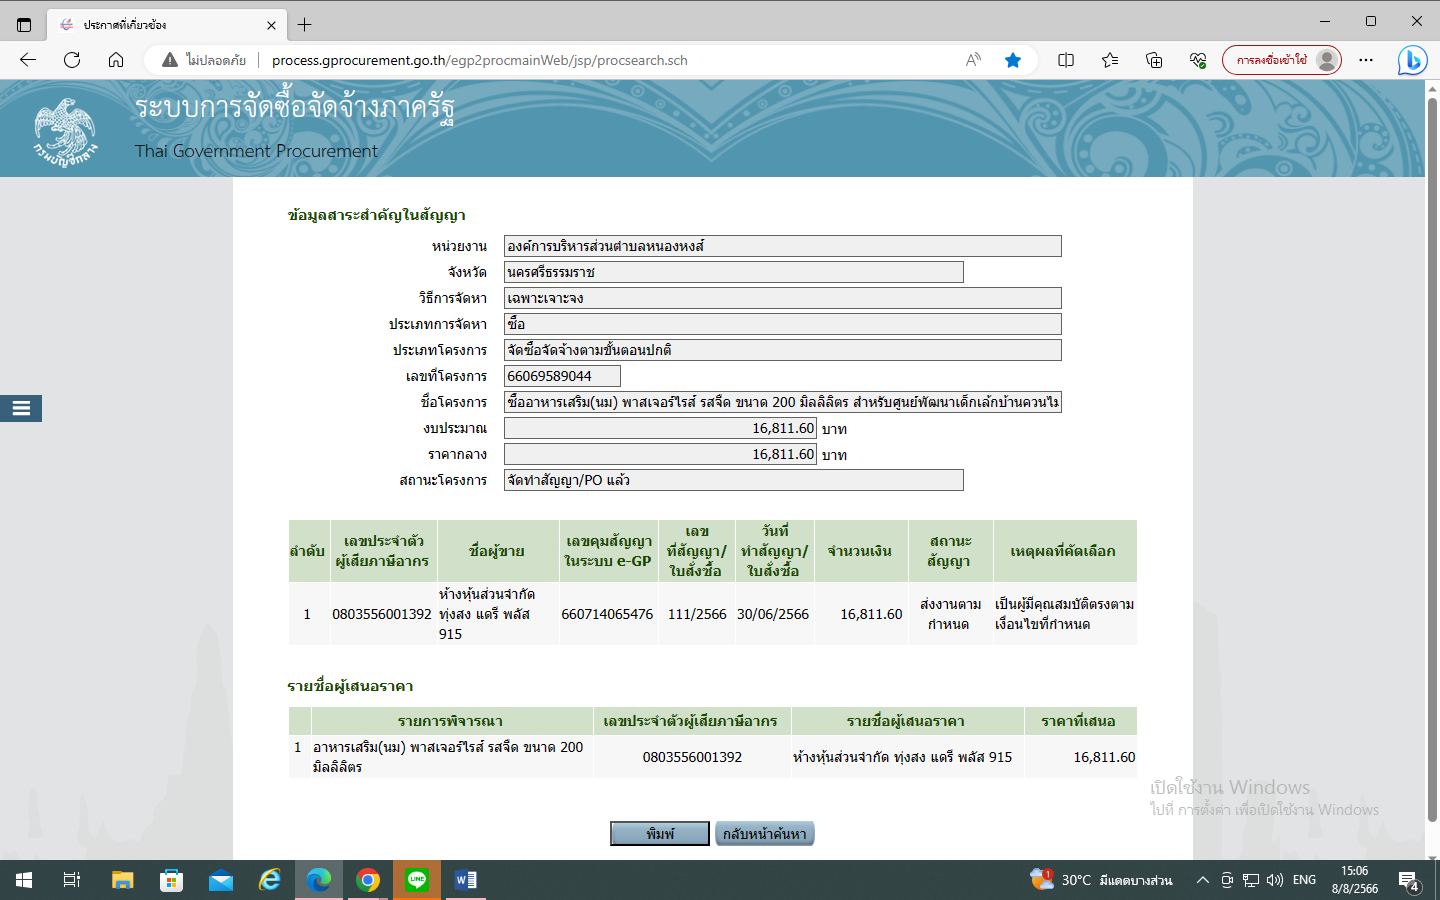 ประกาศที่เกี่ยวข้อง
ไม่ปลอดภัย
process.gprocurement.go.th/egp2procmainWeb/jsp/procsearch.sch
การลงชื่อเข้าใช้
ระบบการจัดซื้อจัดจ้างภาครัฐ
Thai Government Procurement
กรมบัญชีกลาง
ข้อมูลสาระสำคัญในสัญญา
หน่วยงาน องค์การบริหารส่วนตำบลหนองหงส์
จังหวัด นครศรีธรรมราช
วิธีการจัดหา เฉพาะเจาะจง
ประเภทการจัดหา ซื้อ
ประเภทโครงการ จัดซื้อจัดจ้างตามขั้นตอนปกติ
เลขที่โครงการ 66069589044
ชื่อโครงการ ซื้ออาหารเสริม(นม) พาสเจอร์ไรส์ รสจืด ขนาด 200 มิลลิลิตร สำหรับศูนย์พัฒนาเด็กเล้กบ้านควนไม
งบประมาณ 16,811.60 บาท
ราคากลาง 16,811.60 บาท
สถานะโครงการ จัดทำสัญญา/PO แล้ว
ลำดับ เลขประจำตัวผู้เสียภาษีอากร ชื่อผู้ขาย เลขคุมสัญญาในระบบ e-GP เลขที่สัญญา/ใบสั่งซื้อ วันที่ทำสัญญา/ใบสั่งซื้อ จำนวนเงิน สถานะสัญญา เหตุผลที่คัดเลือก
1 0803556001392 ห้างหุ้นส่วนจำกัด ทุ่งสง แดรี่ พลัส 915 660714065476 111/2566 30/06/2566 16,811.60 ส่งงานตามกำหนด เป็นผู้มีคุณสมบัติตรงตามเงื่อนไขที่กำหนด
รายชื่อผู้เสนอราคา
รายการพิจารณา เลขประจำตัวผู้เสียภาษีอากร รายชื่อผู้เสนอราคา ราคาที่เสนอ
1 อาหารเสริม(นม) พาสเจอร์ไรส์ รสจืด ขนาด 200 มิลลิลิตร 0803556001392 ห้างหุ้นส่วนจำกัด ทุ่งสง แดรี่ พลัส 915 16,811.60
เปิดใช้งาน Windows
ไปที่ การตั้งค่า เพื่อเปิดใช้งาน Windows
พิมพ์ กลับหน้าค้นหา
LINE
1
30°C มีแดดบางส่วน
ENG
15:06
8/8/2566
4